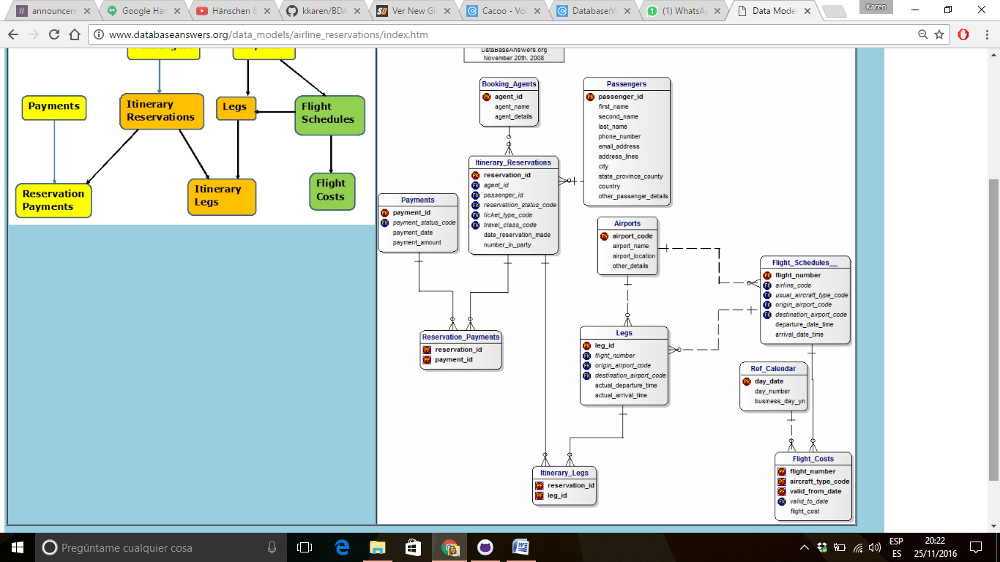 announcem
Google Han
Hänschen &
kkaren/BDA
Ver New Gi
Cacoo - Vo
Database:Vo
(1) WhatsAp
Data Model
Karen
www.databaseanswers.org/data_models/airline_reservations/index.htm
Payments
Itinerary
Reservations
Legs
Flight
Schedules
Reservation
Payments
Itinerary
Legs
Flight
Costs
DataBaseAnswers.org
November 20th. 2008
Booking_Agents
PK agent_id
agent_name
agent_details
Passengers
PK passenger_id
first_name
second_name
last_name
phone_number
email_address
address_lines
city
state_province_county
country
other_passenger_details
Itinerary_Reservations
PK reservation_id
FK agent_id
FK passenger_id
FK reservatiion_status_code
FK ticket_type_code
FK travel_class_code
date_reservation_made
number_in_party
Payments
PK payment_id
FK payment_status_code
payment_date
payment_amount
Airports
PK airport_code
airport_name
airport_location
other_details
Flight_Schedules__
PK flight_number
FK airline_code
FK usual_aircraft_type_code
FK origin_airport_code
FK destination_airport_code
departure_date_time
arrival_date_time
Reservation_Payments
PF reservation_id
PF payment_id
Legs
PK leg_id
FK flight_number
FK origin_airport_code
FK destination_airport_code
actual_departure_time
actual_arrival_time
Ref_Calendar
PK day_date
day_number
business_day_yn
Itinerary_Legs
PF reservation_id
PF leg_id
Flight_Costs
PF flight_number
PF aircraft_type_code
PF valid_from_date
FK valid_to_date
flight_cost
Pregúntame cualquier cosa
ESP
ES
20:22
25/11/2016